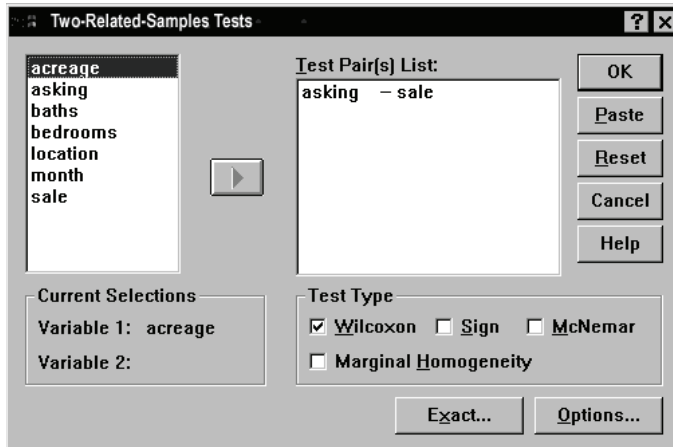 Two-Related-Samples Tests
acreage
asking
baths
bedrooms
location
month
sale
Test Pair(s) List:
asking – sale
OK
Paste
Reset
Cancel
Help
Current Selections
Variable 1: acreage
Variable 2:
Test Type
Wilcoxon Sign McNemar
Marginal Homogeneity
Exact... Options...